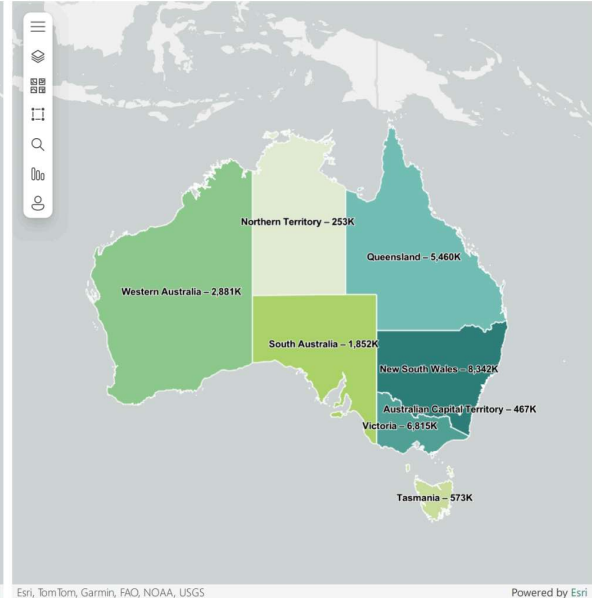 Northern Territory – 253K
Queensland – 5,460K
Western Australia – 2,881K
South Australia – 1,852K
New South Wales – 8,342K
Australian Capital Territory – 467K
Victoria – 6,815K
Tasmania – 573K
Esri, TomTom, Garmin, FAO, NOAA, USGS
Powered by Esri